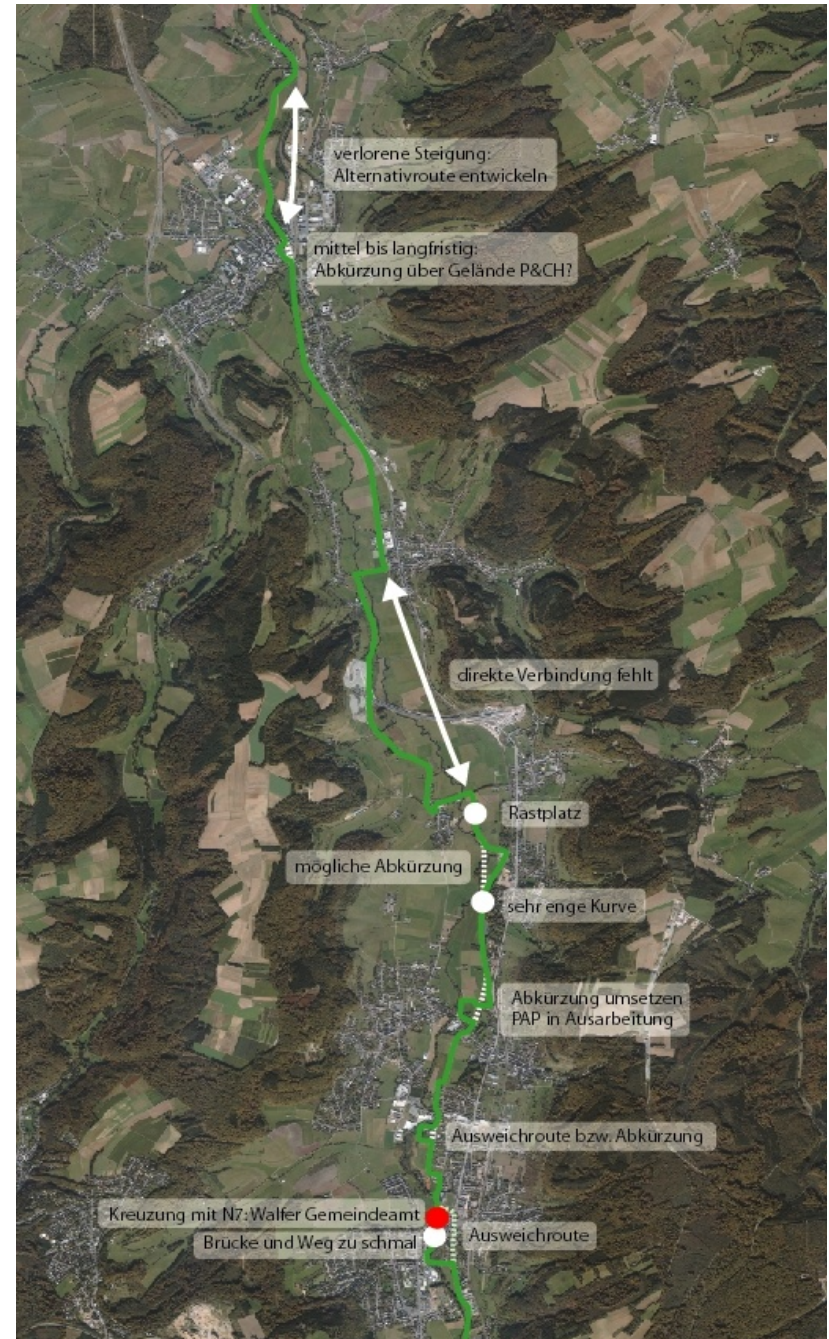 verlorene Steigung:
Alternativroute entwickeln
mittel bis langfristig:
Abkürzung über Gelände P&CH?
direkte Verbindung fehlt
Rastplatz
mögliche Abkürzung
sehr enge Kurve
Abkürzung umsetzen
PAP in Ausarbeitung
Ausweichroute bzw. Abkürzung
Kreuzung mit N7: Walfer Gemeindeamt
Brücke und Weg zu schmal
Ausweichroute